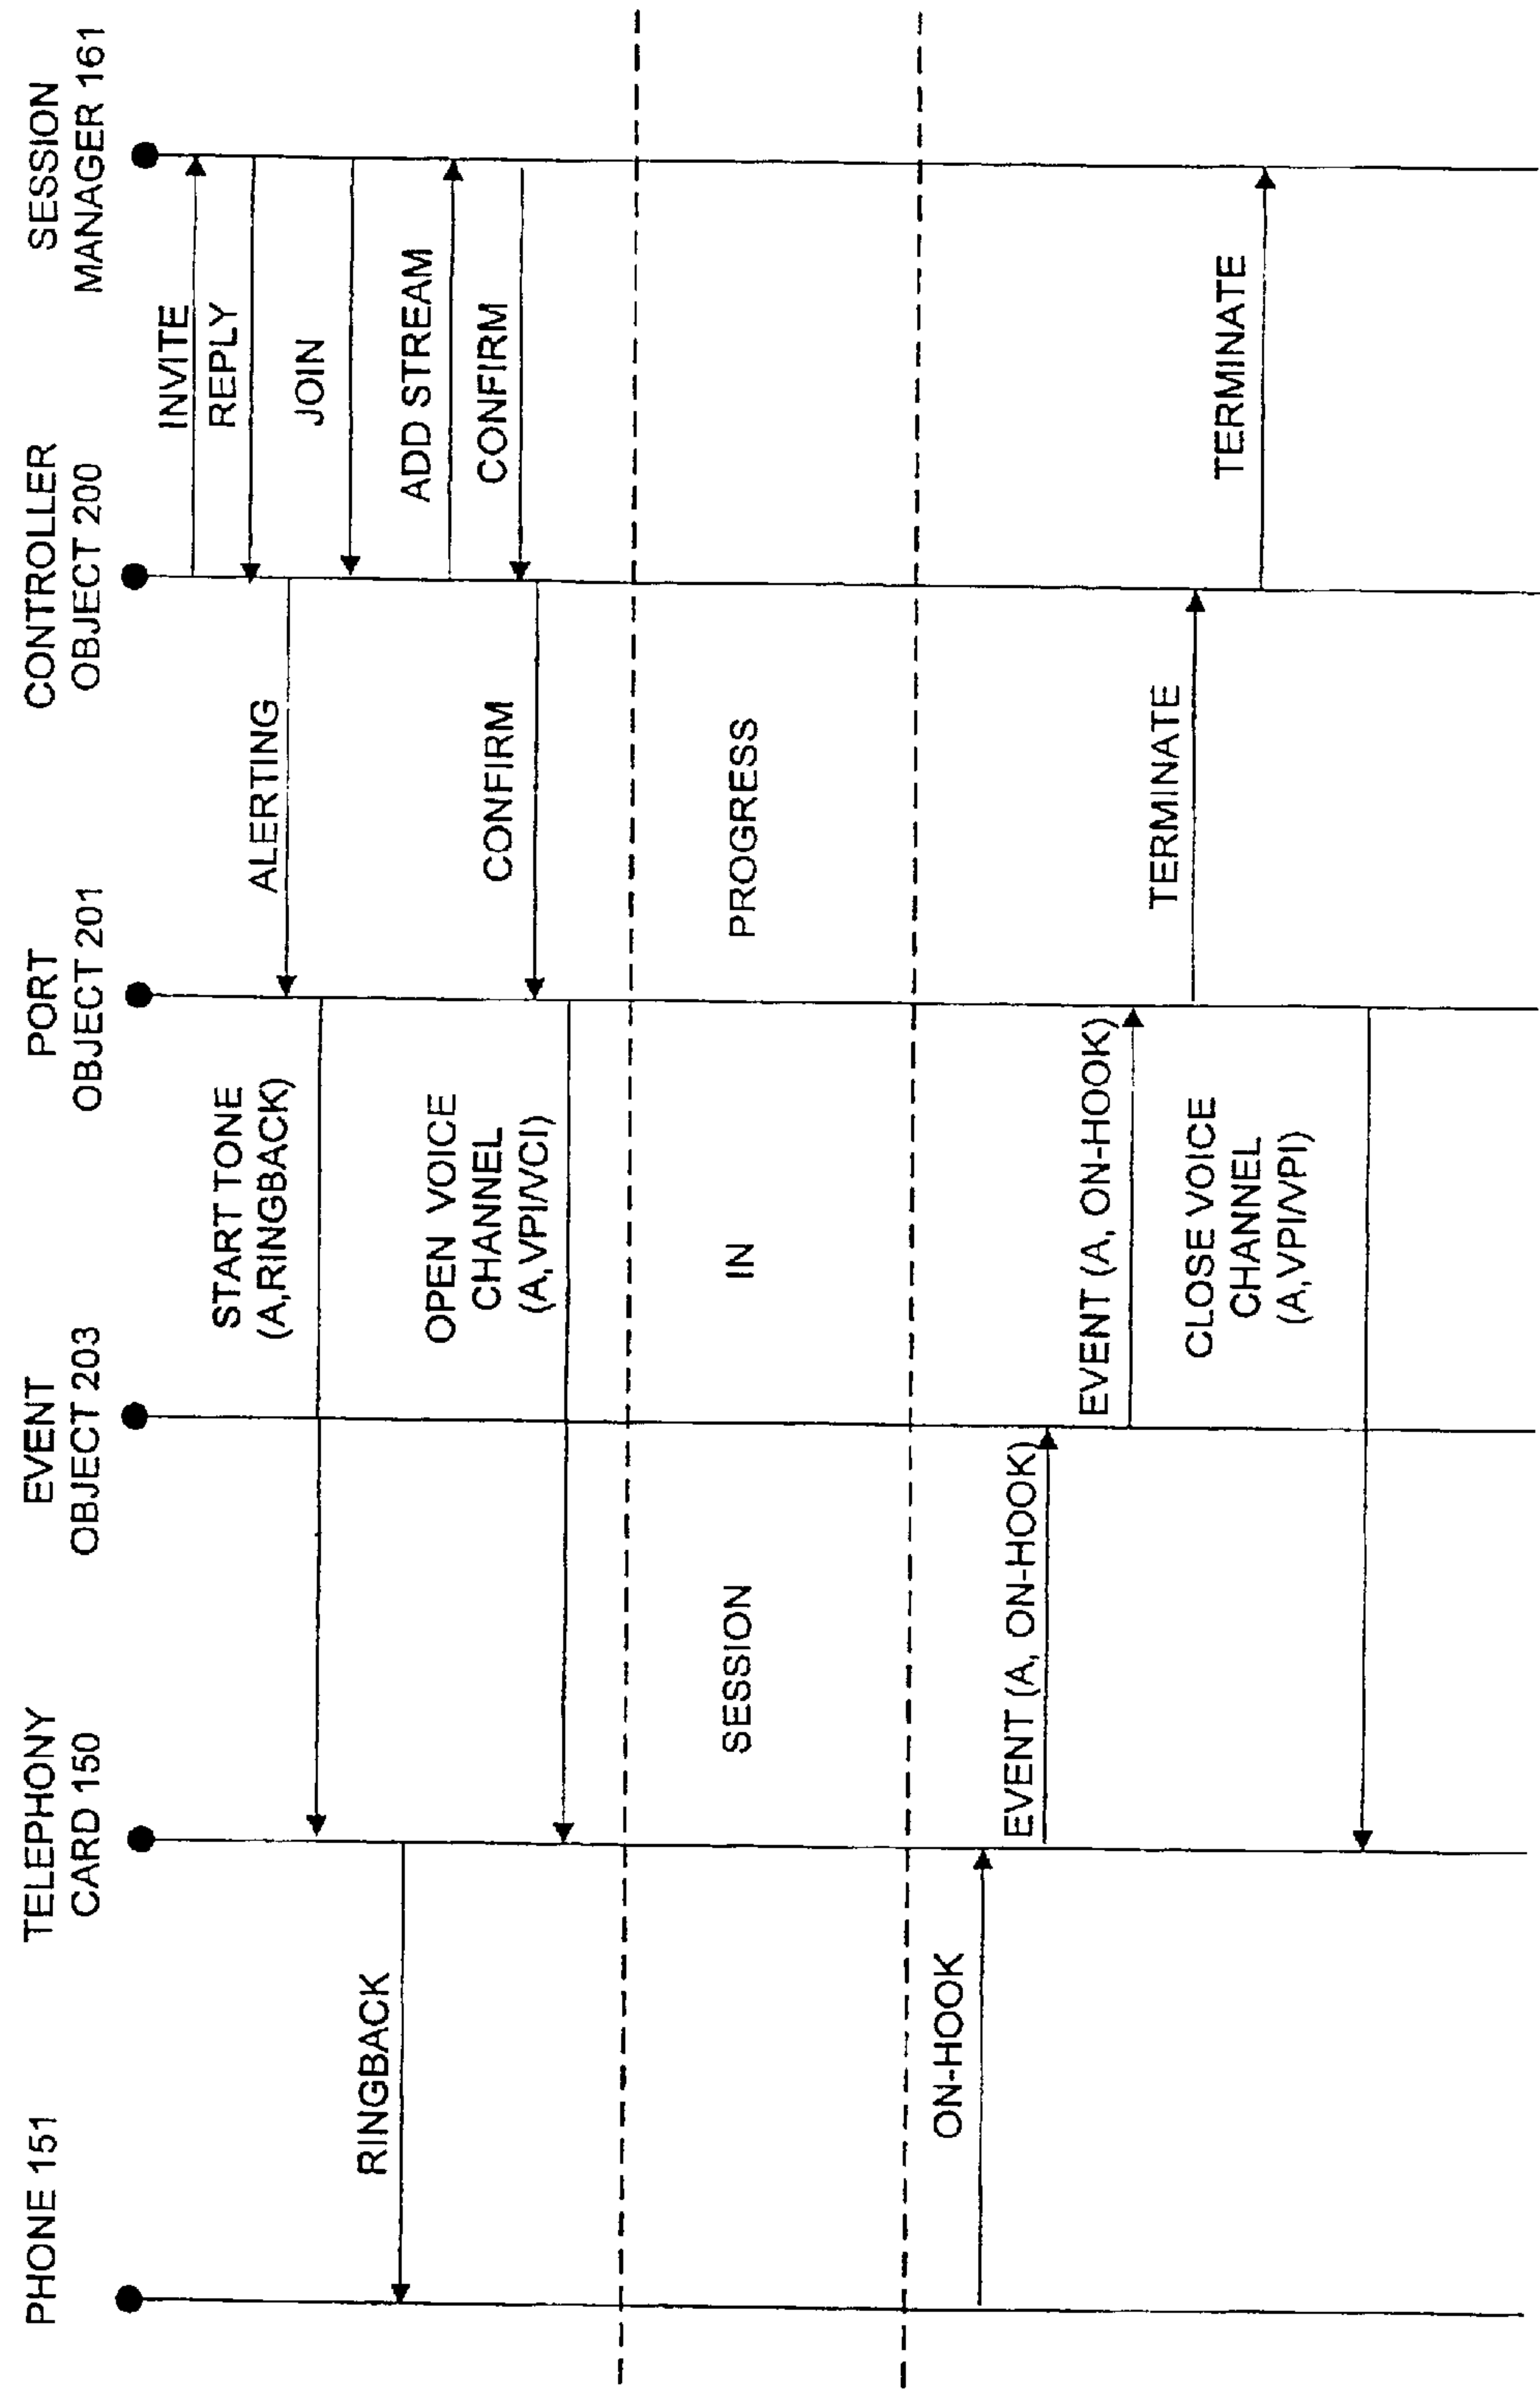 PHONE 151
TELEPHONY
CARD 150
EVENT
OBJECT 203
PORT
OBJECT 201
CONTROLLER
OBJECT 200
SESSION
MANAGER 161
INVITE
REPLY
ALERTING
START TONE
(A,RINGBACK)
JOIN
RINGBACK
ADD STREAM
CONFIRM
CONFIRM
OPEN VOICE
CHANNEL
(A,VPI/VCI)
SESSION
IN
PROGRESS
ON-HOOK
EVENT (A, ON-HOOK)
EVENT (A, ON-HOOK)
TERMINATE
TERMINATE
CLOSE VOICE
CHANNEL
(A,VPI/VPI)